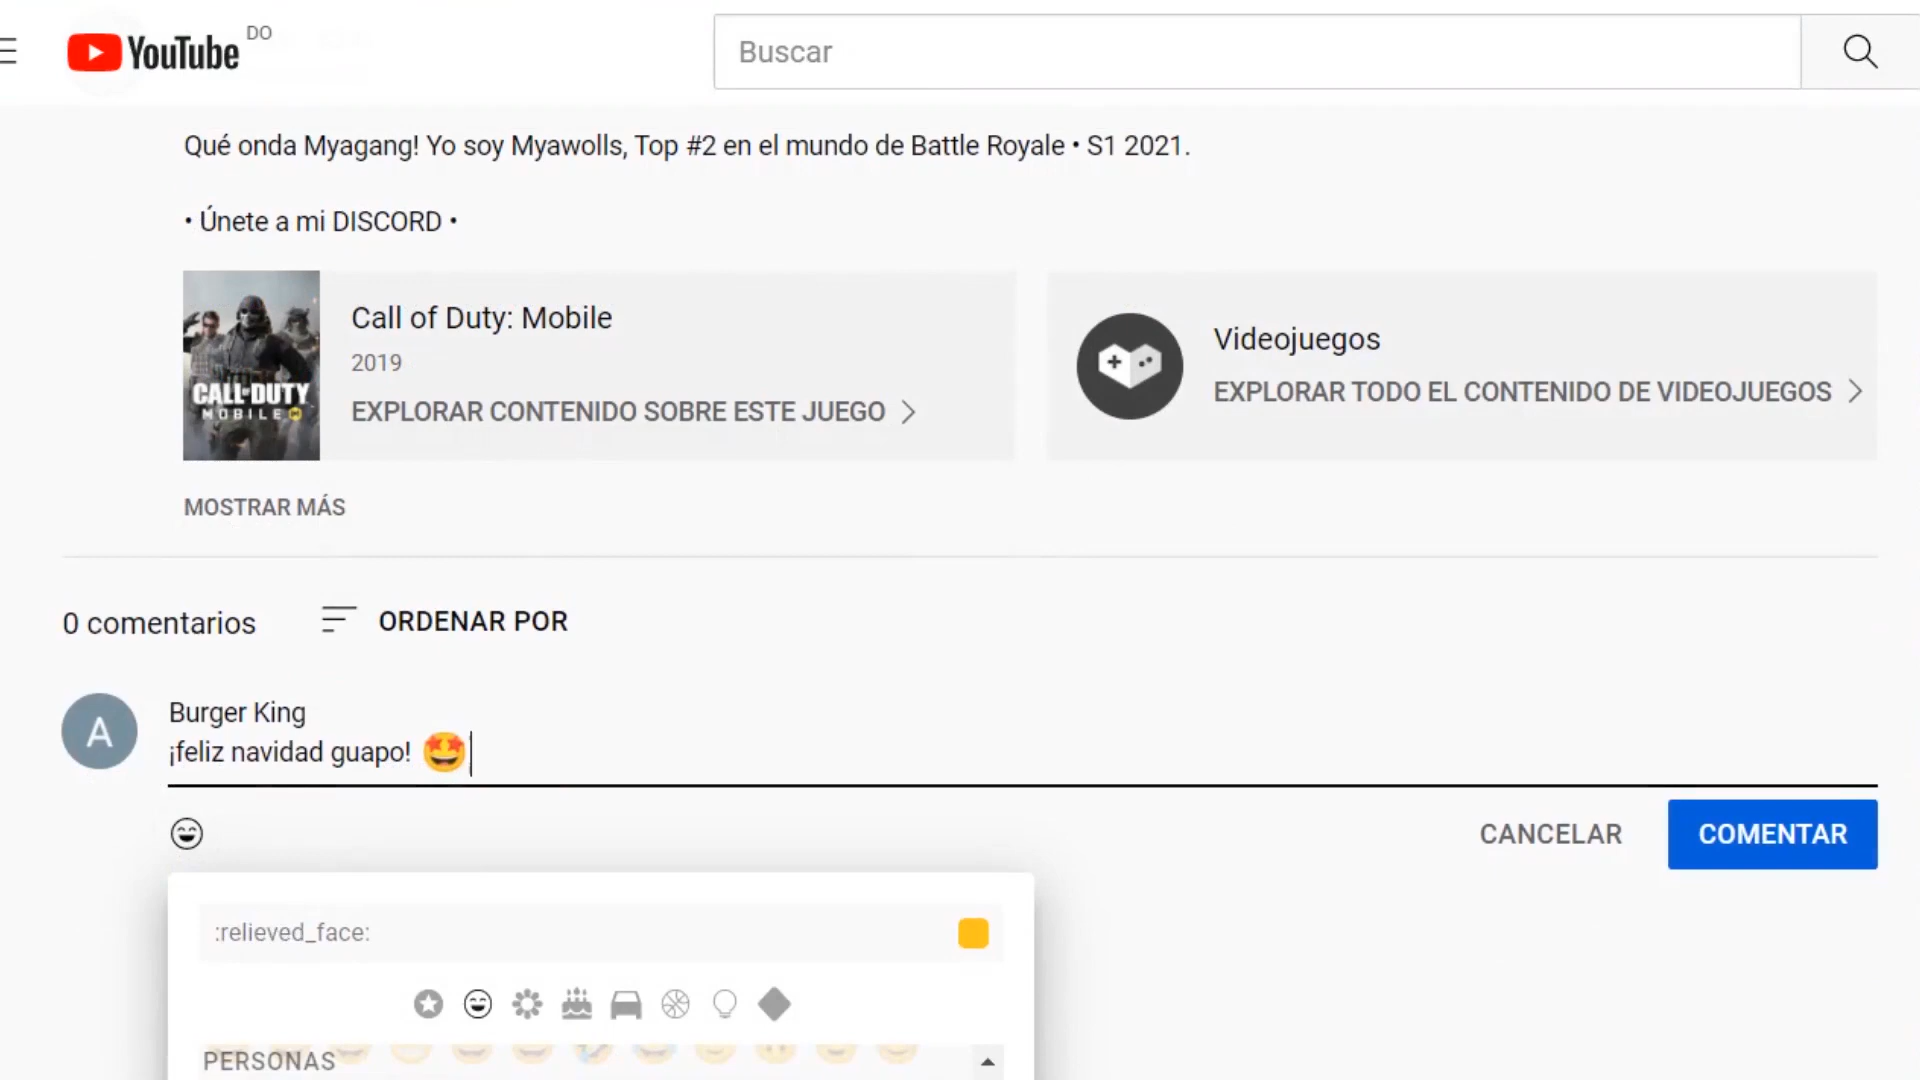 YouTube DO
Buscar
Qué onda Myagang! Yo soy Myawolls, Top #2 en el mundo de Battle Royale • S1 2021.
• Únete a mi DISCORD •
CALL OF DUTY
MOBILE
Call of Duty: Mobile
2019
EXPLORAR CONTENIDO SOBRE ESTE JUEGO
Videojuegos
EXPLORAR TODO EL CONTENIDO DE VIDEOJUEGOS
MOSTRAR MÁS
0 comentarios
ORDENAR POR
A
Burger King
¡feliz navidad guapo! 🤩
CANCELAR
COMENTAR
:relieved_face:
PERSONAS